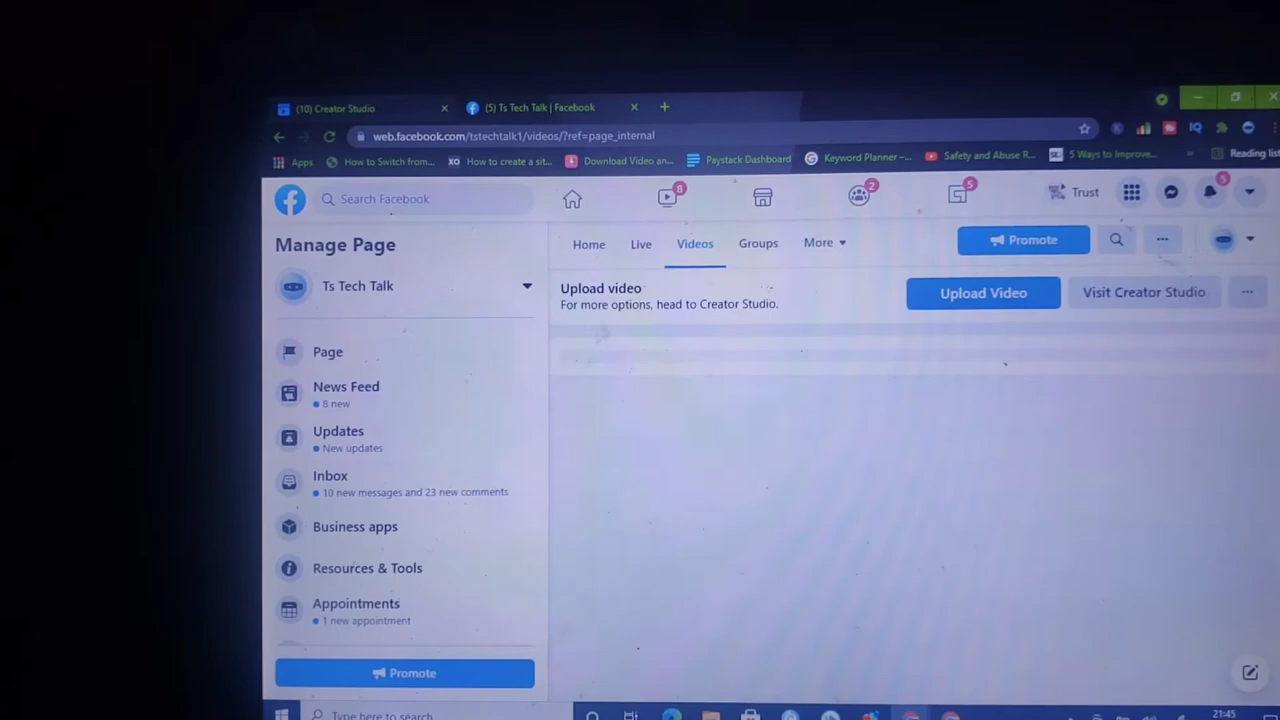 (10) Creator Studio
(5) Ts Tech Talk | Facebook
web.facebook.com/tstechtalk1/videos/?ref=page_internal
Apps
How to Switch from...
XO How to create a sit...
Download Video an...
Paystack Dashboard
Keyword Planner –...
Safety and Abuse R...
5 Ways to Improve...
»
Reading list
Search Facebook
8
2
5
Trust
5
Manage Page
Ts Tech Talk
Home
Live
Videos
Groups
More
Promote
Upload video
For more options, head to Creator Studio.
Upload Video
Visit Creator Studio
Page
News Feed
8 new
Updates
New updates
Inbox
10 new messages and 23 new comments
Business apps
Resources & Tools
Appointments
1 new appointment
Promote
Type here to search
21:45